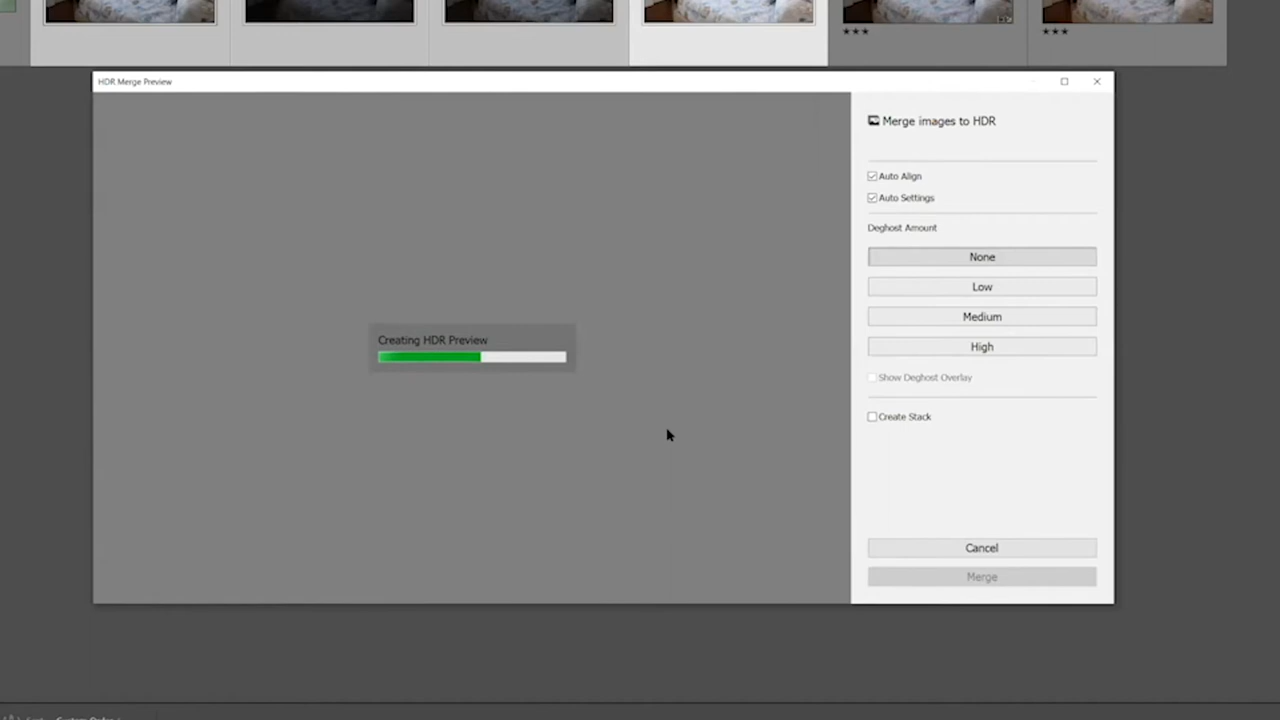 ★★★ ★★★
HDR Merge Preview
Merge images to HDR
Auto Align
Auto Settings
Deghost Amount
None
Low
Medium
High
Creating HDR Preview
Show Deghost Overlay
Create Stack
Cancel
Merge